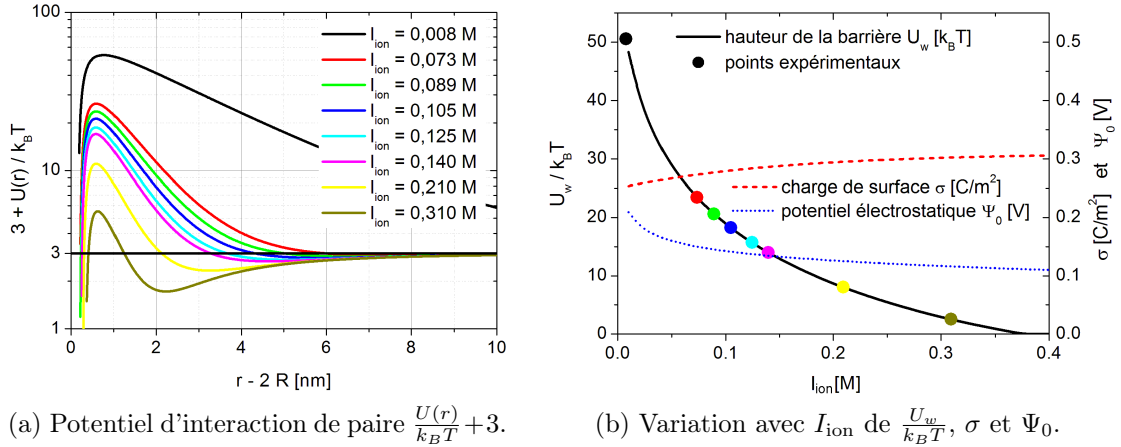 100
10
3
1
3 + U(r) / k_B T
I_ion = 0,008 M
I_ion = 0,073 M
I_ion = 0,089 M
I_ion = 0,105 M
I_ion = 0,125 M
I_ion = 0,140 M
I_ion = 0,210 M
I_ion = 0,310 M
0 2 4 6 8 10
r - 2 R [nm]
50
40
30
20
10
0
U_w / k_B T
hauteur de la barrière U_w [k_B T]
points expérimentaux
charge de surface σ [C/m²]
potentiel électrostatique Ψ_0 [V]
0.5
0.4
0.3
0.2
0.1
0.0
σ [C/m²] et Ψ_0 [V]
0.0 0.1 0.2 0.3 0.4
I_ion [M]
(a) Potentiel d'interaction de paire U(r)/k_BT +3.
(b) Variation avec I_ion de U_w/k_BT, σ et Ψ_0.